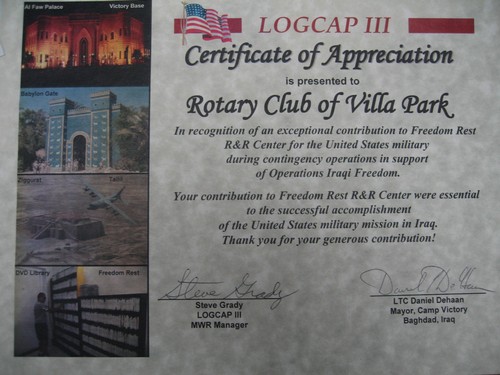 Al Faw Palace Victory Base
Babylon Gate
Ziggurat Tallil
DVD Library Freedom Rest
LOGCAP III
Certificate of Appreciation
is presented to
Rotary Club of Villa Park
In recognition of an exceptional contribution to Freedom Rest
R&R Center for the United States military
during contingency operations in support
of Operations Iraqi Freedom.
Your contribution to Freedom Rest R&R Center were essential
to the successful accomplishment
of the United States military mission in Iraq.
Thank you for your generous contribution!
Steve Grady
Steve Grady
LOGCAP III
MWR Manager
Daniel DeHaan
LTC Daniel Dehaan
Mayor, Camp Victory
Baghdad, Iraq